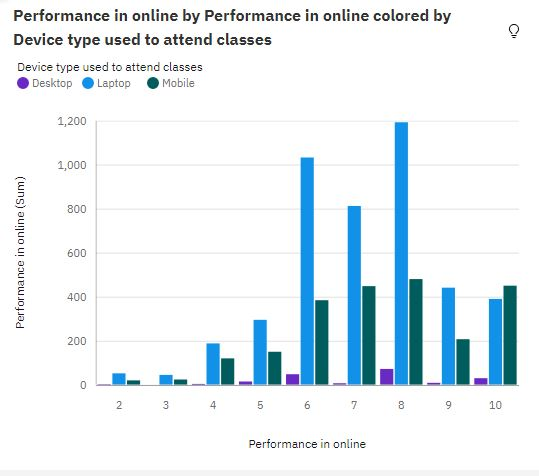 Performance in online by Performance in online colored by
Device type used to attend classes
Device type used to attend classes
Desktop Laptop Mobile
1,200
1,000
800
600
400
200
0
Performance in online (Sum)
2 3 4 5 6 7 8 9 10
Performance in online